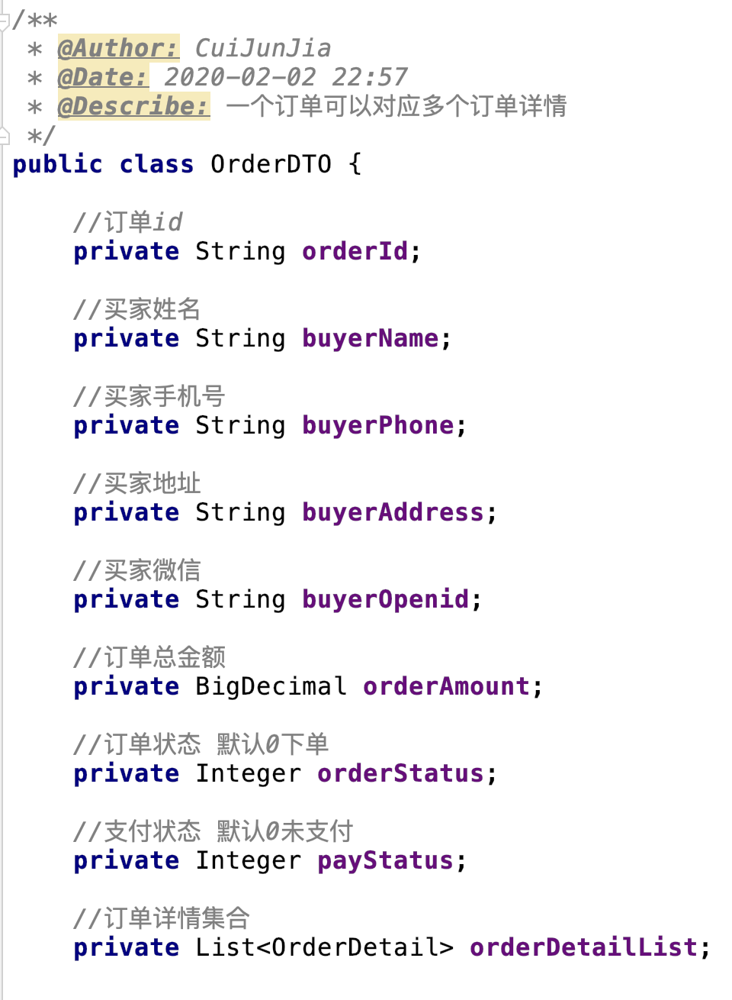 /**
 * @Author: CuiJunJia
 * @Date: 2020-02-02 22:57
 * @Describe: 一个订单可以对应多个订单详情
 */
public class OrderDTO {
//订单id
private String orderId;
//买家姓名
private String buyerName;
//买家手机号
private String buyerPhone;
//买家地址
private String buyerAddress;
//买家微信
private String buyerOpenid;
//订单总金额
private BigDecimal orderAmount;
//订单状态 默认0下单
private Integer orderStatus;
//支付状态 默认0未支付
private Integer payStatus;
//订单详情集合
private List<OrderDetail> orderDetailList;